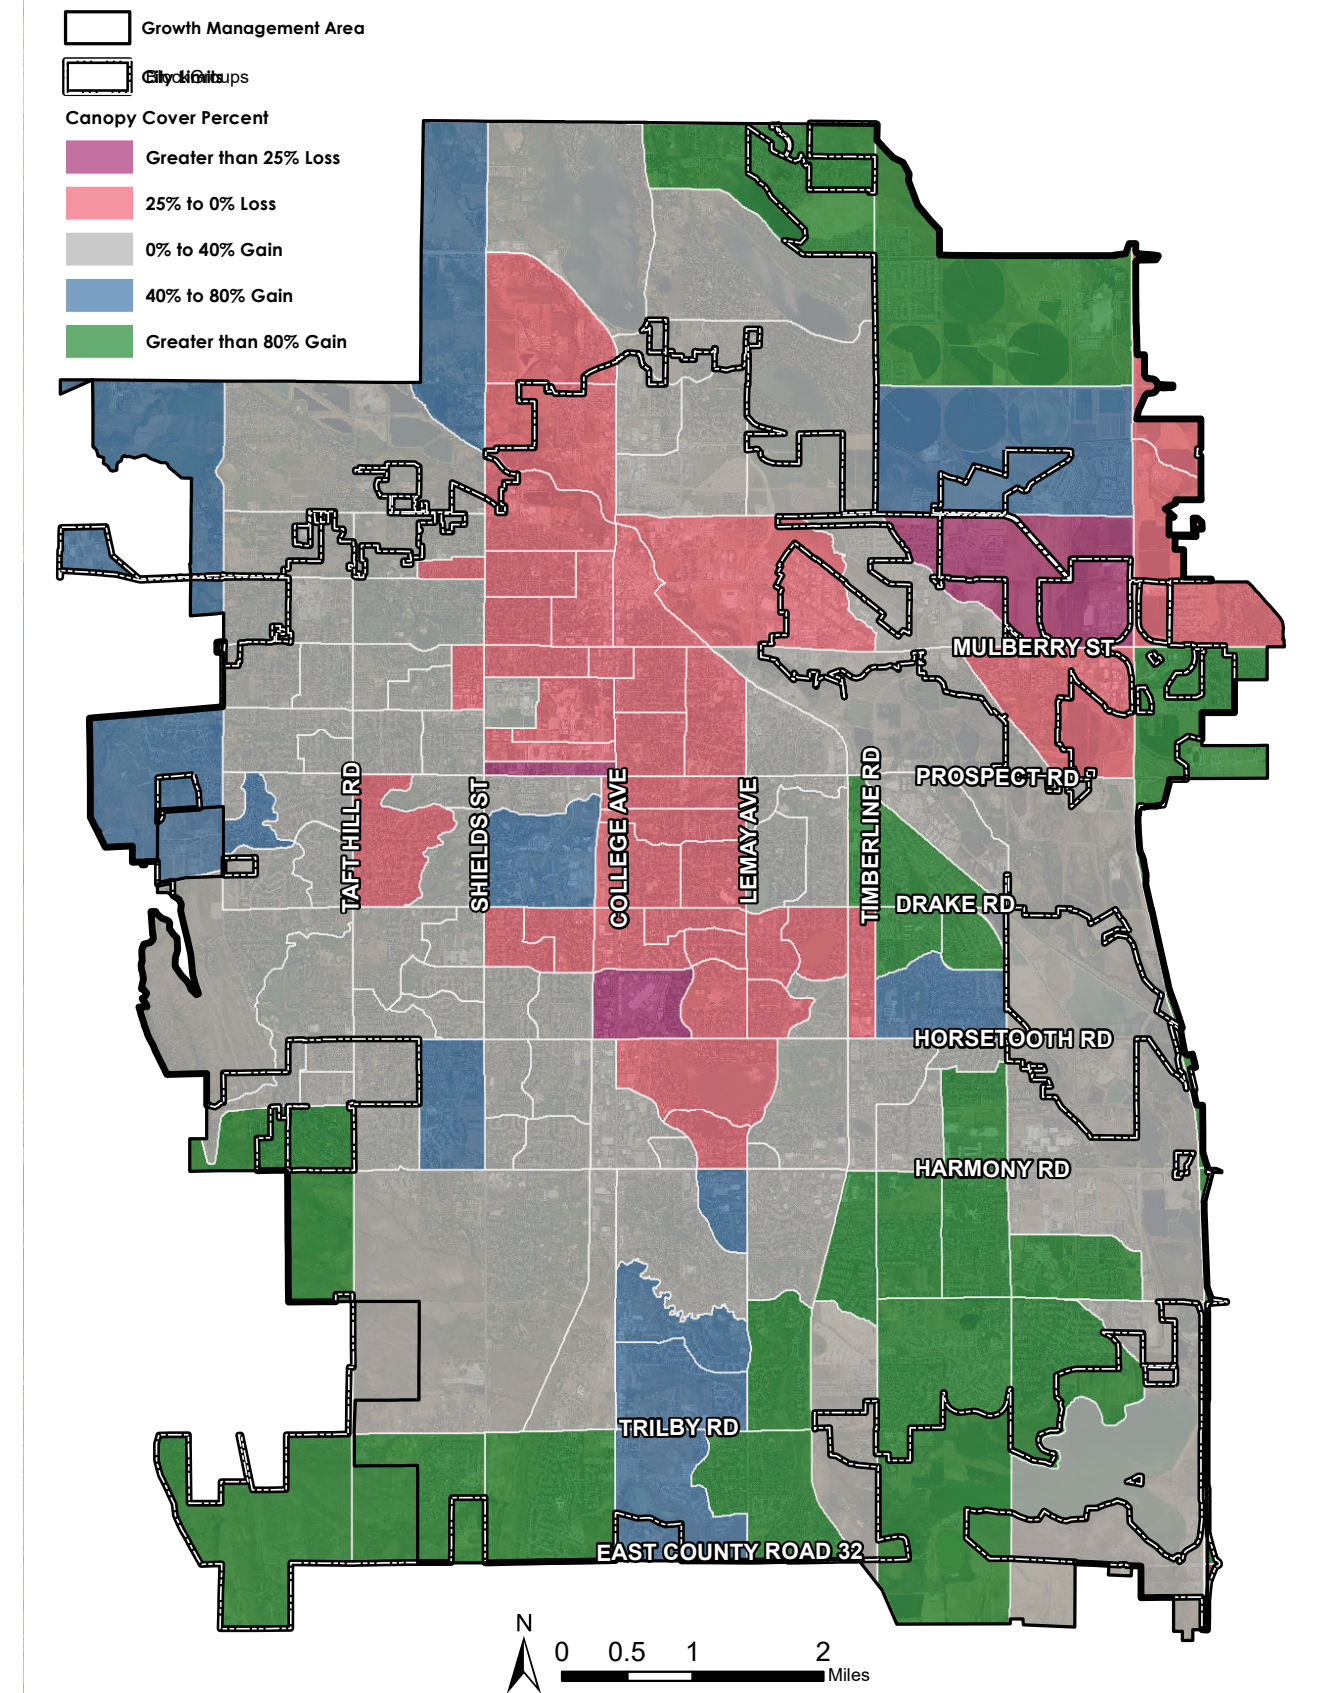 Growth Management Area
City Limits
BlockGroups
Canopy Cover Percent
Greater than 25% Loss
25% to 0% Loss
0% to 40% Gain
40% to 80% Gain
Greater than 80% Gain
MULBERRY ST
PROSPECT RD
TAFT HILL RD
SHIELDS ST
COLLEGE AVE
LEMAY AVE
TIMBERLINE RD
DRAKE RD
HORSETOOTH RD
HARMONY RD
TRILBY RD
EAST COUNTY ROAD 32
N
0 0.5 1 2
Miles